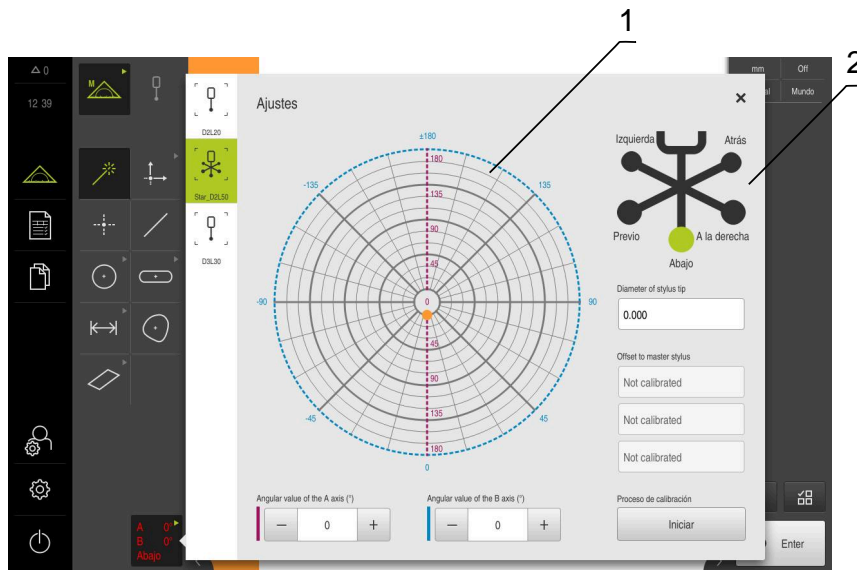 1
2
0
12 39
M
D2L20
Star_D2L50
D3L30
Ajustes
±180
-135
135
-90
90
-45
45
0
180
135
90
45
0
45
90
135
180
Angular value of the A axis (°)
0
Angular value of the B axis (°)
0
Izquierda
Atrás
Previo
A la derecha
Abajo
Diameter of stylus tip
0.000
Offset to master stylus
Not calibrated
Not calibrated
Not calibrated
Proceso de calibración
Iniciar
mm
Off
Mundo
Enter
A 0°
B 0°
Abajo